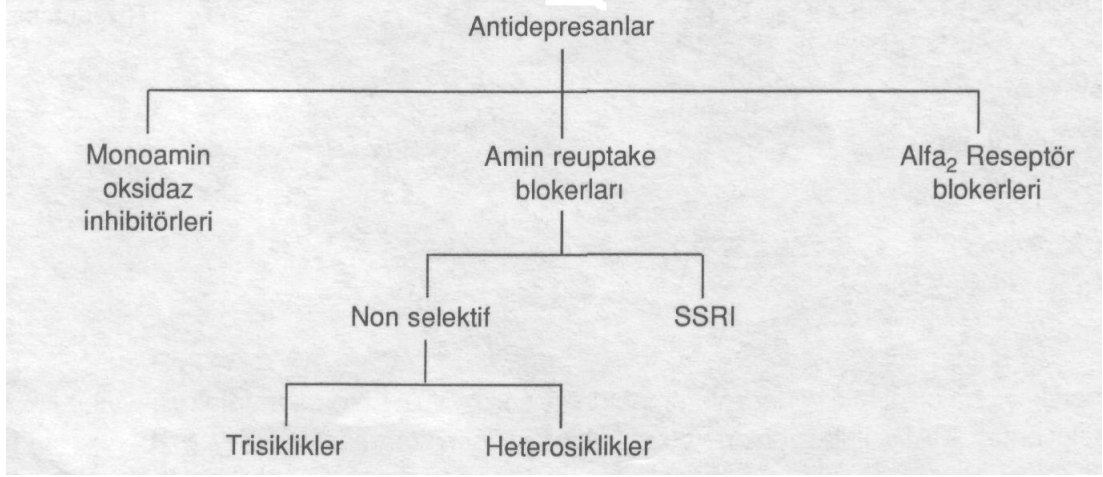 Antidepresanlar
Monoamin
oksidaz
inhibitörleri
Amin reuptake
blokerları
Alfa₂ Reseptör
blokerleri
Non selektif
SSRI
Trisiklikler
Heterosiklikler